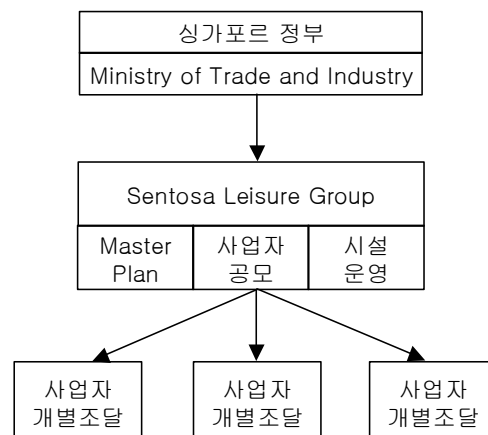 싱가포르 정부
Ministry of Trade and Industry
Sentosa Leisure Group
Master
Plan
사업자
공모
시설
운영
사업자
개별조달
사업자
개별조달
사업자
개별조달